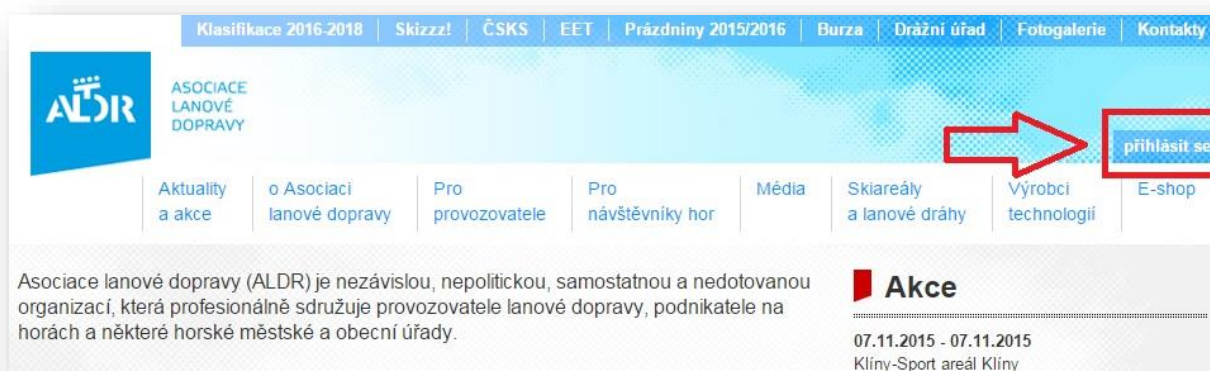 Klasifikace 2016-2018 Skizzz! ČSKS EET Prázdniny 2015/2016 Burza Drážní úřad Fotogalerie Kontakty
ALDR
ASOCIACE
LANOVÉ
DOPRAVY
přihlásit se
Aktuality
a akce
o Asociaci
lanové dopravy
Pro
provozovatele
Pro
návštěvníky hor
Média
Skiareály
a lanové dráhy
Výrobci
technologií
E-shop
Asociace lanové dopravy (ALDR) je nezávislou, nepolitickou, samostatnou a nedotovanou
organizací, která profesionálně sdružuje provozovatele lanové dopravy, podnikatele na
horách a některé horské městské a obecní úřady.
Akce
07.11.2015 - 07.11.2015
Klíny-Sport areál Klíny